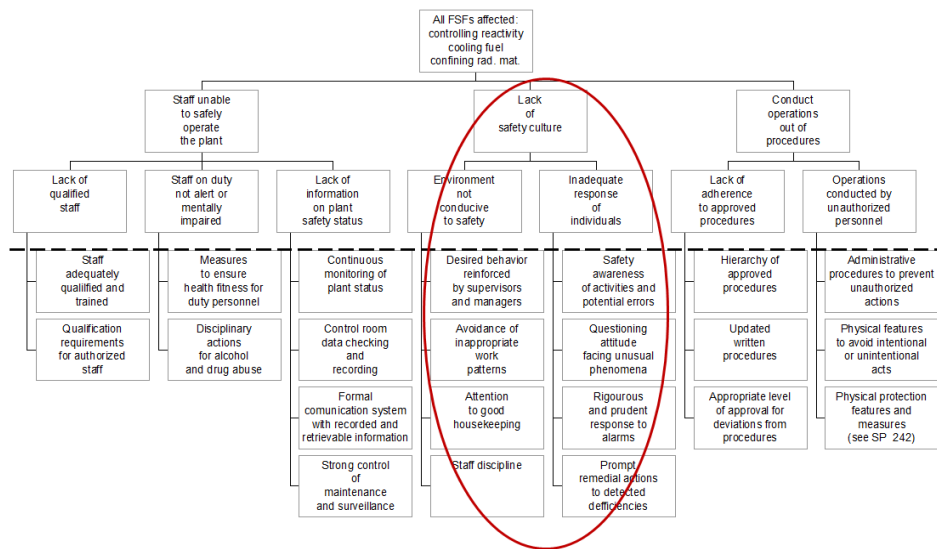 All FSFs affected:
controlling reactivity
cooling fuel
confining rad. mat.
Staff unable
to safely
operate
the plant
Lack
of
safety culture
Conduct
operations
out of
procedures
Lack of
qualified
staff
Staff on duty
not alert or
mentally
impaired
Lack of
information
on plant
safety status
Environment
not
conducive
to safety
Inadequate
response
of
individuals
Lack of
adherence
to approved
procedures
Operations
conducted by
unauthorized
personnel
Staff
adequately
qualilfied and
trained
Measures
to ensure
health fitness for
duty personnel
Continuous
monitoring of
plant status
Desired behavior
reinforced
by supervisors
and managers
Safety
awareness
of activities and
potential errors
Hierarchy of
approved
procedures
Administrative
procedures to prevent
unauthorized
actions
Qualification
requirements
for authorized
staff
Disciplinary
actions
for alcohol
and drug abuse
Control room
data checking
and
recording
Avoidance of
inappropriate
work
patterns
Questioning
attitude
facing unusual
phenomena
Updated
written
procedures
Physical features
to avoid intentional
or unintentional
acts
Formal
comunication system
with recorded and
retrievable information
Attention
to good
housekeeping
Rigourous
and prudent
response to
alarms
Appropriate level
of approval for
deviations from
procedures
Physical protection
features and
measures
(see SP 242)
Strong control
of
maintenance
and surveillance
Staff discipline
Prompt
remedial actions
to detected
defficiencies